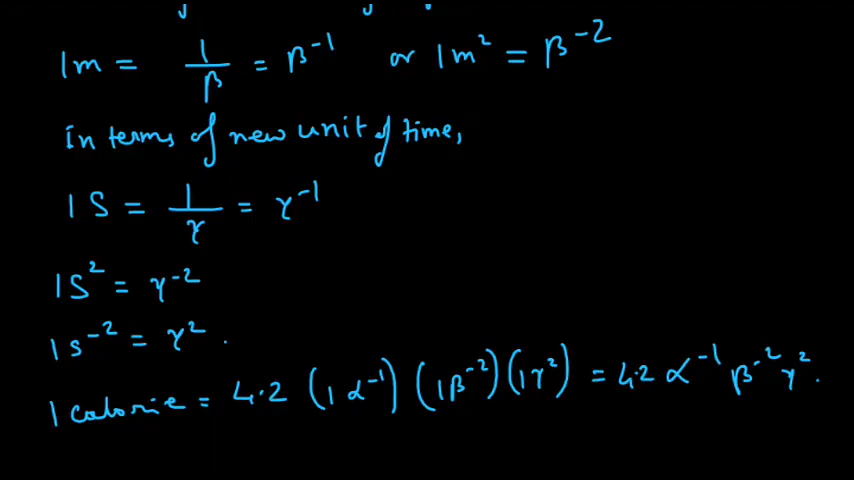 1m = 1/β = β⁻¹ or 1m² = β⁻²
In terms of new unit of time,
1S = 1/γ = γ⁻¹
1S² = γ⁻²
1s⁻² = γ².
1 calorie = 4.2 (1α⁻¹) (1β⁻²) (1γ²) = 4.2 α⁻¹ β⁻² γ².